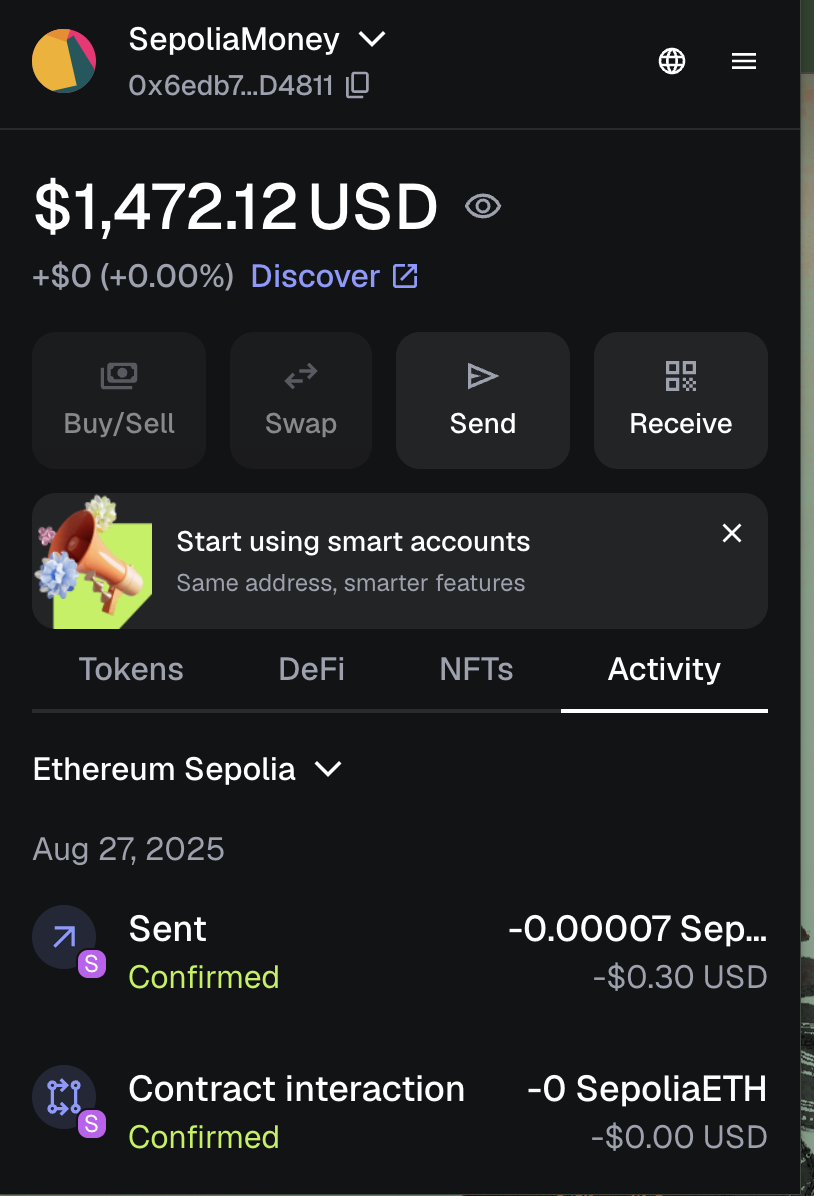 SepoliaMoney
0x6edb7...D4811
$1,472.12 USD
+$0 (+0.00%) Discover
Buy/Sell
Swap
Send
Receive
Start using smart accounts
Same address, smarter features
Tokens
DeFi
NFTs
Activity
Ethereum Sepolia
Aug 27, 2025
Sent
-0.00007 Sep...
S
Confirmed
-$0.30 USD
Contract interaction
-0 SepoliaETH
S
Confirmed
-$0.00 USD